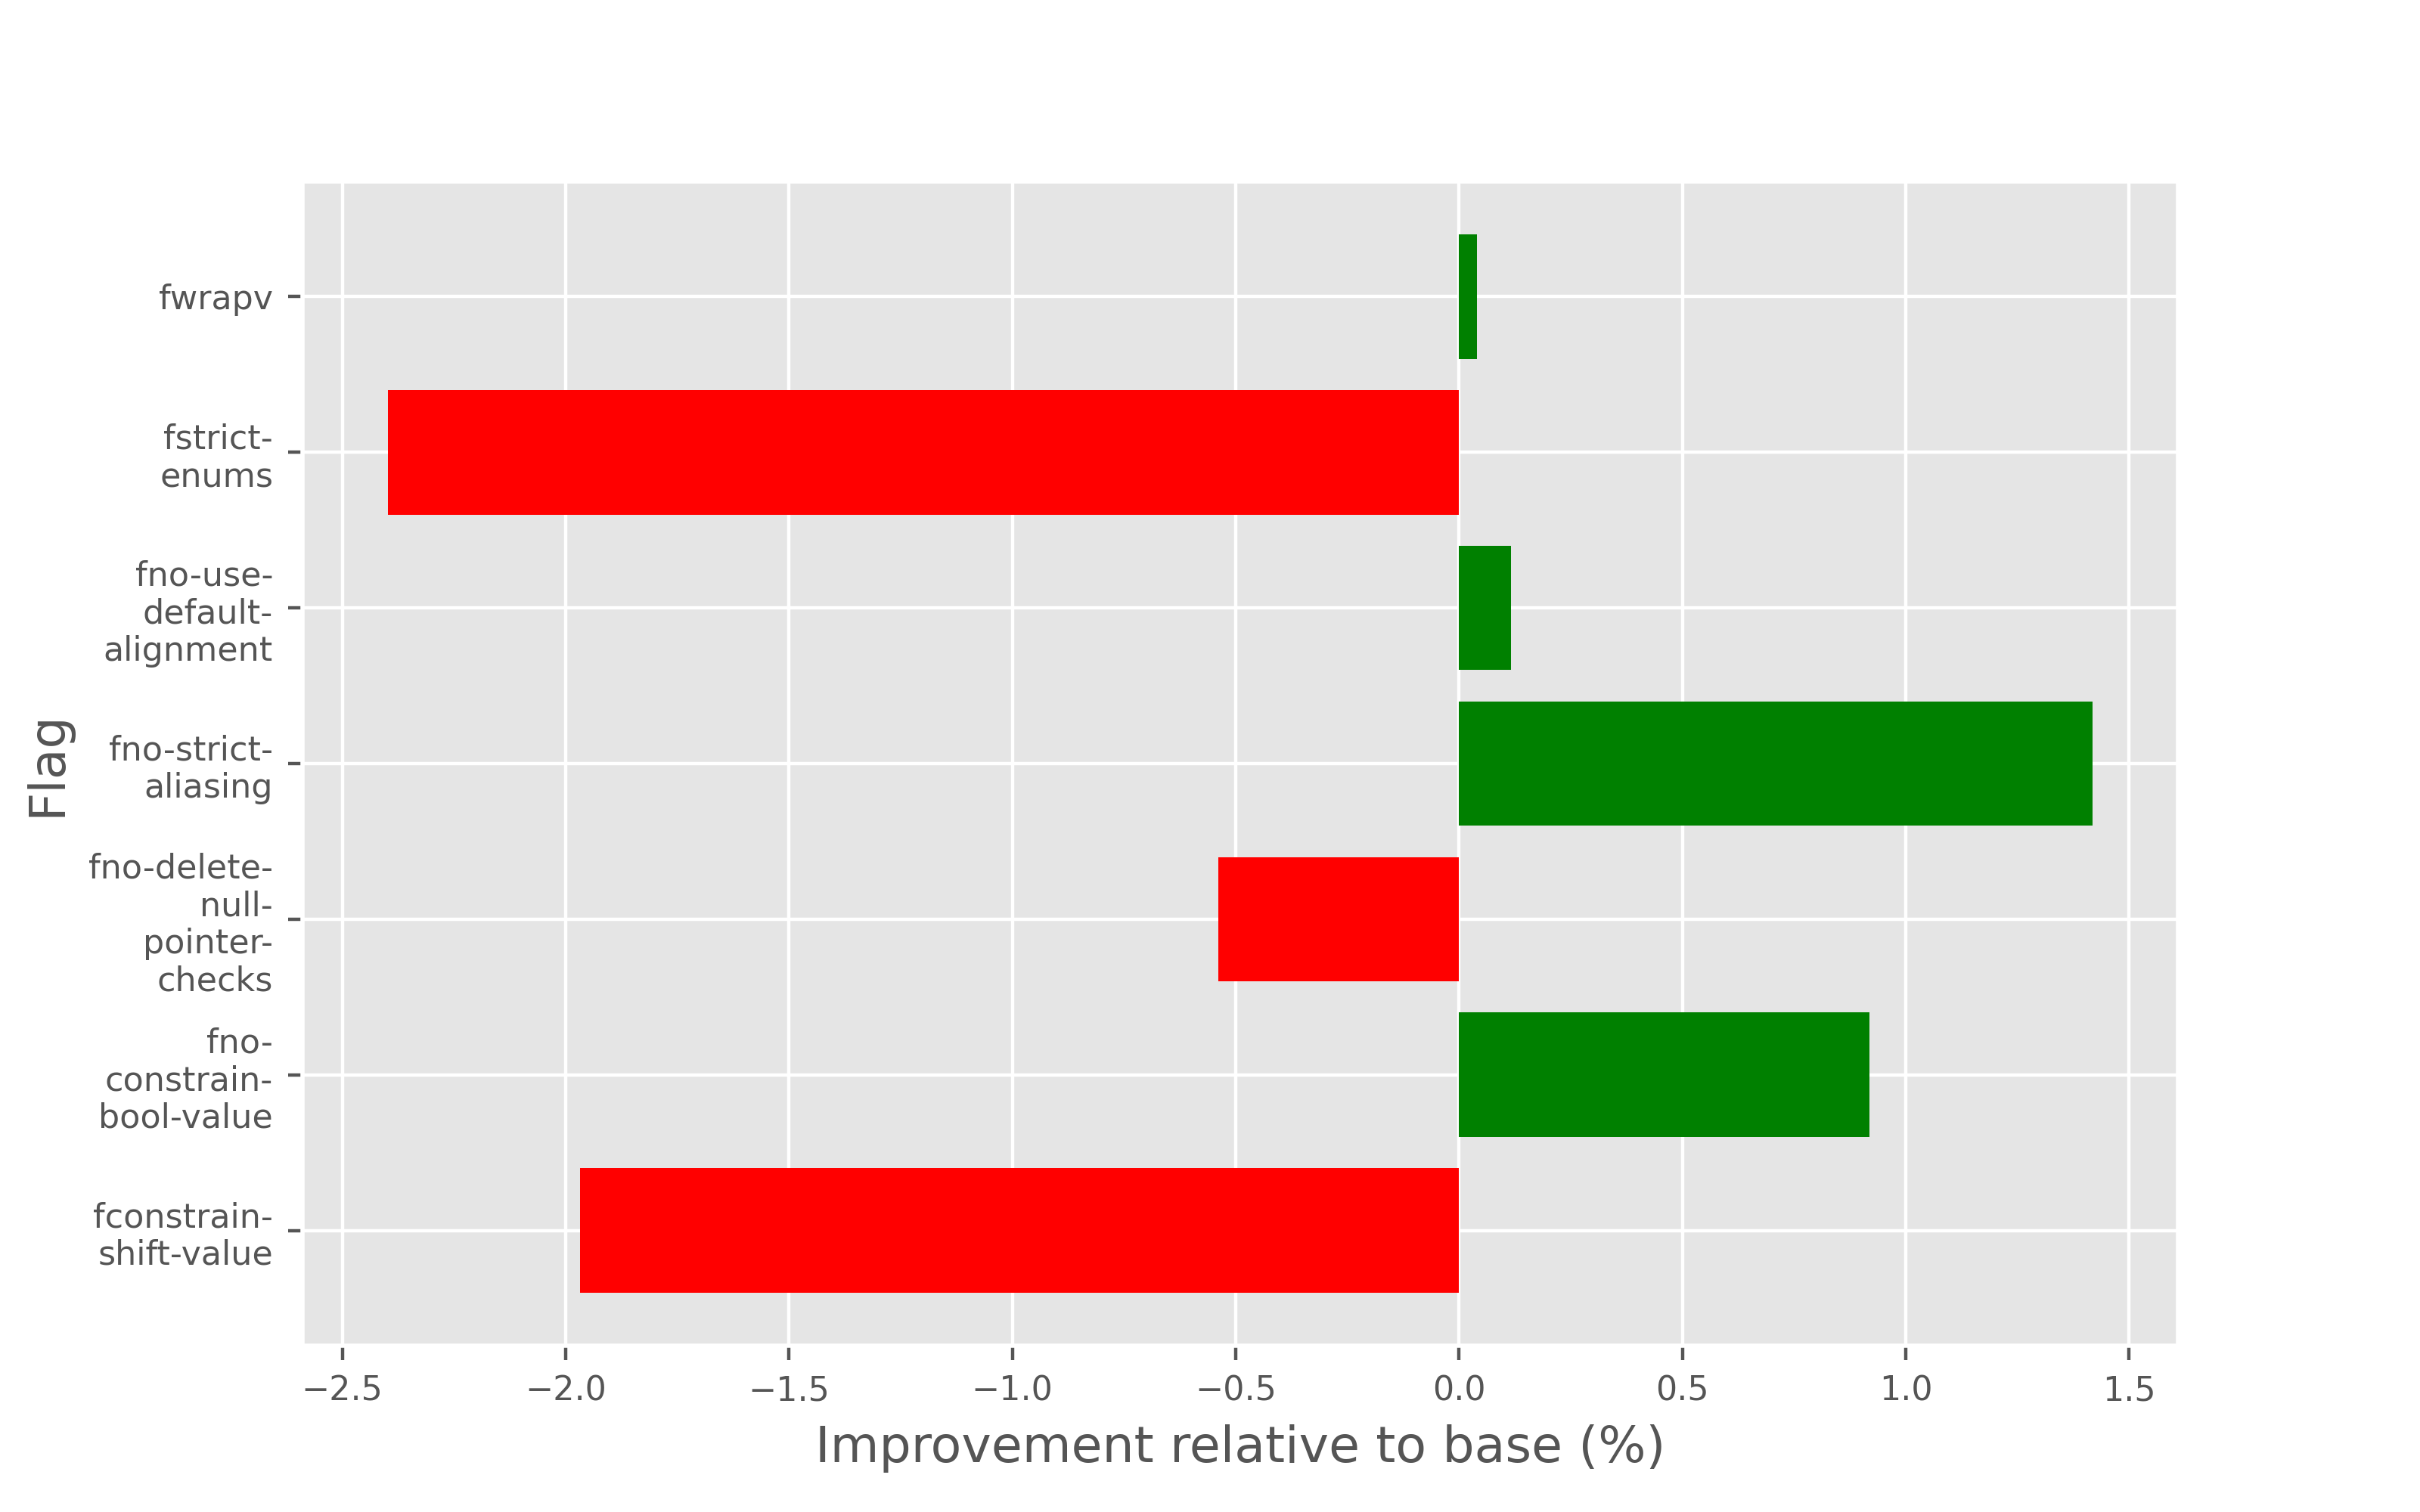 fwrapv
fstrict-
enums
fno-use-
default-
alignment
fno-strict-
aliasing
fno-delete-
null-
pointer-
checks
fno-
constrain-
bool-value
fconstrain-
shift-value
Flag
−2.5 −2.0 −1.5 −1.0 −0.5 0.0 0.5 1.0 1.5
Improvement relative to base (%)